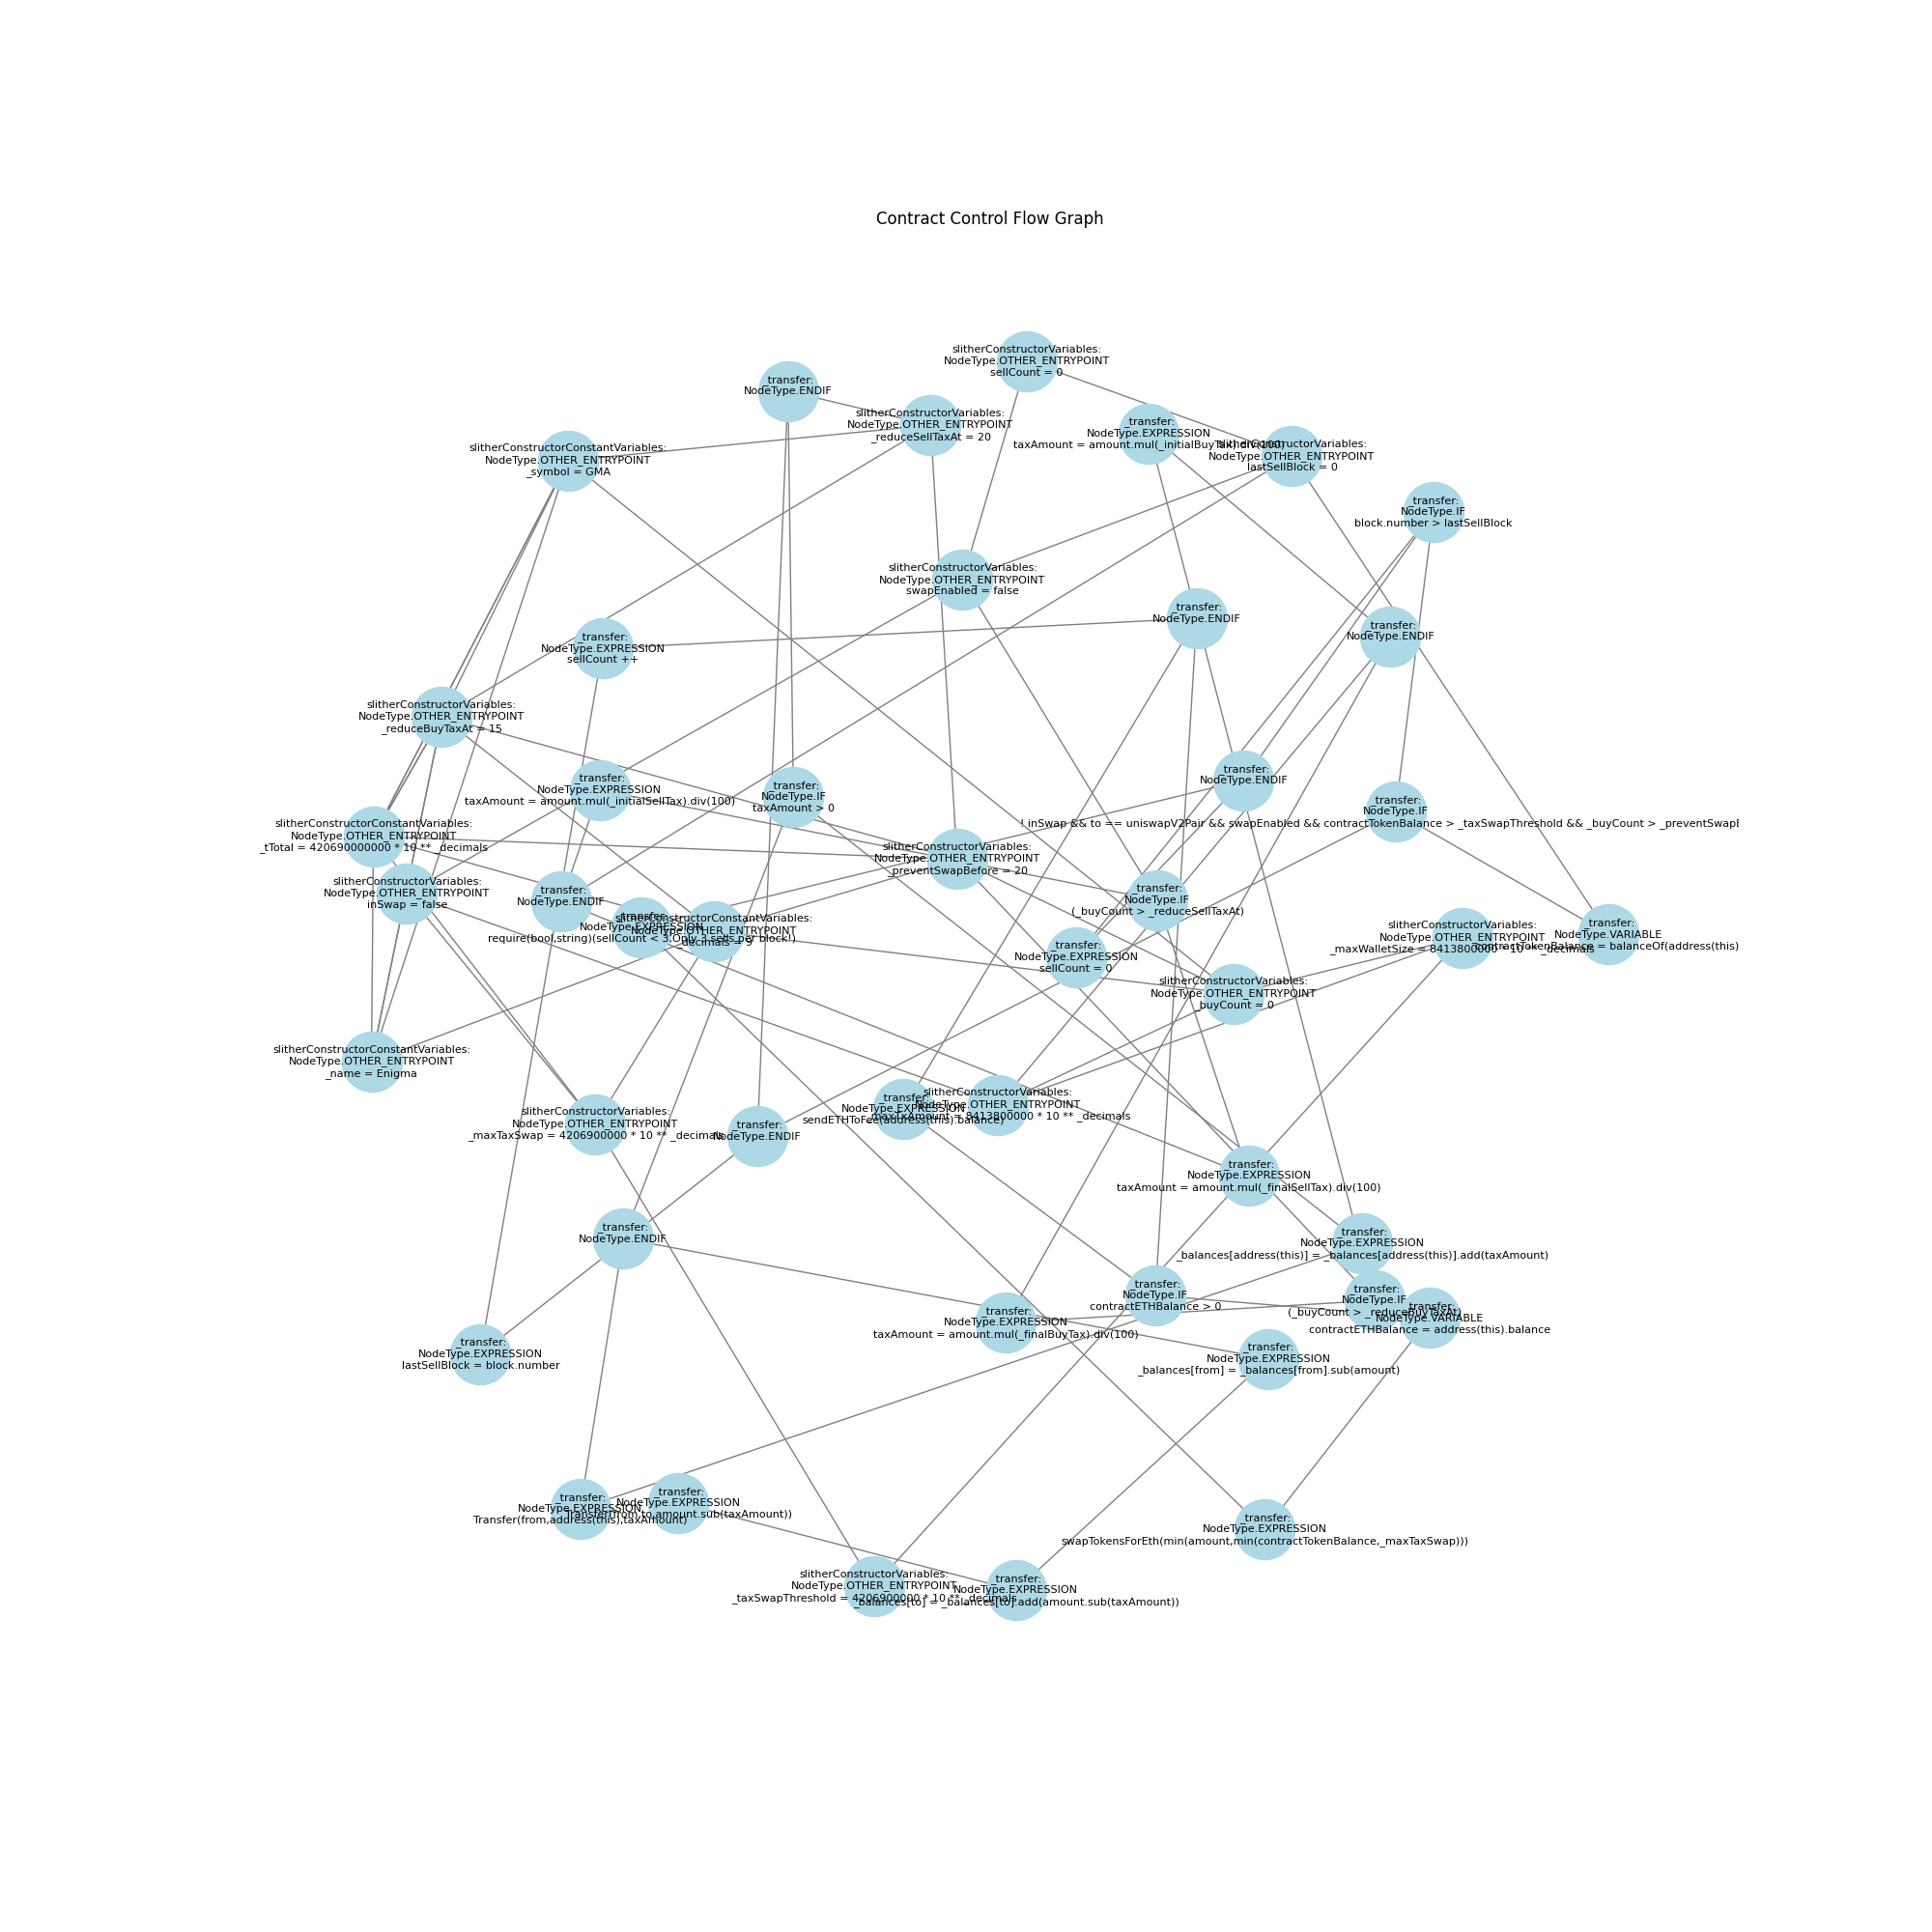 Contract Control Flow Graph
slitherConstructorVariables:
NodeType.OTHER_ENTRYPOINT
sellCount = 0
_transfer:
NodeType.ENDIF
slitherConstructorVariables:
NodeType.OTHER_ENTRYPOINT
_reduceSellTaxAt = 20
_transfer:
NodeType.EXPRESSION
taxAmount = amount.mul(_initialBuyTax).div(100)
slitherConstructorVariables:
NodeType.OTHER_ENTRYPOINT
lastSellBlock = 0
slitherConstructorConstantVariables:
NodeType.OTHER_ENTRYPOINT
_symbol = GMA
_transfer:
NodeType.IF
block.number > lastSellBlock
slitherConstructorVariables:
NodeType.OTHER_ENTRYPOINT
swapEnabled = false
_transfer:
NodeType.ENDIF
_transfer:
NodeType.ENDIF
_transfer:
NodeType.EXPRESSION
sellCount ++
slitherConstructorVariables:
NodeType.OTHER_ENTRYPOINT
_reduceBuyTaxAt = 15
_transfer:
NodeType.ENDIF
_transfer:
NodeType.EXPRESSION
taxAmount = amount.mul(_initialSellTax).div(100)
_transfer:
NodeType.IF
taxAmount > 0
_transfer:
NodeType.IF
! inSwap && to == uniswapV2Pair && swapEnabled && contractTokenBalance > _taxSwapThreshold && _buyCount > _preventSwapB
slitherConstructorConstantVariables:
NodeType.OTHER_ENTRYPOINT
_tTotal = 420690000000 * 10 ** _decimals
slitherConstructorVariables:
NodeType.OTHER_ENTRYPOINT
_preventSwapBefore = 20
slitherConstructorVariables:
NodeType.OTHER_ENTRYPOINT
inSwap = false
_transfer:
NodeType.ENDIF
_transfer:
NodeType.IF
(_buyCount > _reduceSellTaxAt)
_transfer:
NodeType.EXPRESSION
require(bool,string)(sellCount < 3,Only 3 sells per block!)
slitherConstructorConstantVariables:
NodeType.OTHER_ENTRYPOINT
_decimals = 9
slitherConstructorVariables:
NodeType.OTHER_ENTRYPOINT
_maxWalletSize = 8413800000 * 10 ** _decimals
_transfer:
NodeType.VARIABLE
contractTokenBalance = balanceOf(address(this)
_transfer:
NodeType.EXPRESSION
sellCount = 0
slitherConstructorVariables:
NodeType.OTHER_ENTRYPOINT
_buyCount = 0
slitherConstructorConstantVariables:
NodeType.OTHER_ENTRYPOINT
_name = Enigma
slitherConstructorVariables:
NodeType.OTHER_ENTRYPOINT
_maxTaxSwap = 4206900000 * 10 ** _decimals
_transfer:
NodeType.ENDIF
_transfer:
NodeType.EXPRESSION
sendETHToFee(address(this).balance)
slitherConstructorVariables:
NodeType.OTHER_ENTRYPOINT
_maxTxAmount = 8413800000 * 10 ** _decimals
_transfer:
NodeType.EXPRESSION
taxAmount = amount.mul(_finalSellTax).div(100)
_transfer:
NodeType.ENDIF
_transfer:
NodeType.EXPRESSION
_balances[address(this)] = _balances[address(this)].add(taxAmount)
_transfer:
NodeType.IF
contractETHBalance > 0
_transfer:
NodeType.IF
(_buyCount > _reduceBuyTaxAt)
_transfer:
NodeType.VARIABLE
contractETHBalance = address(this).balance
_transfer:
NodeType.EXPRESSION
taxAmount = amount.mul(_finalBuyTax).div(100)
_transfer:
NodeType.EXPRESSION
lastSellBlock = block.number
_transfer:
NodeType.EXPRESSION
_balances[from] = _balances[from].sub(amount)
_transfer:
NodeType.EXPRESSION
Transfer(from,address(this),taxAmount)
_transfer:
NodeType.EXPRESSION
Transfer(from,to,amount.sub(taxAmount))
_transfer:
NodeType.EXPRESSION
swapTokensForEth(min(amount,min(contractTokenBalance,_maxTaxSwap)))
slitherConstructorVariables:
NodeType.OTHER_ENTRYPOINT
_taxSwapThreshold = 4206900000 * 10 ** _decimals
_transfer:
NodeType.EXPRESSION
_balances[to] = _balances[to].add(amount.sub(taxAmount))